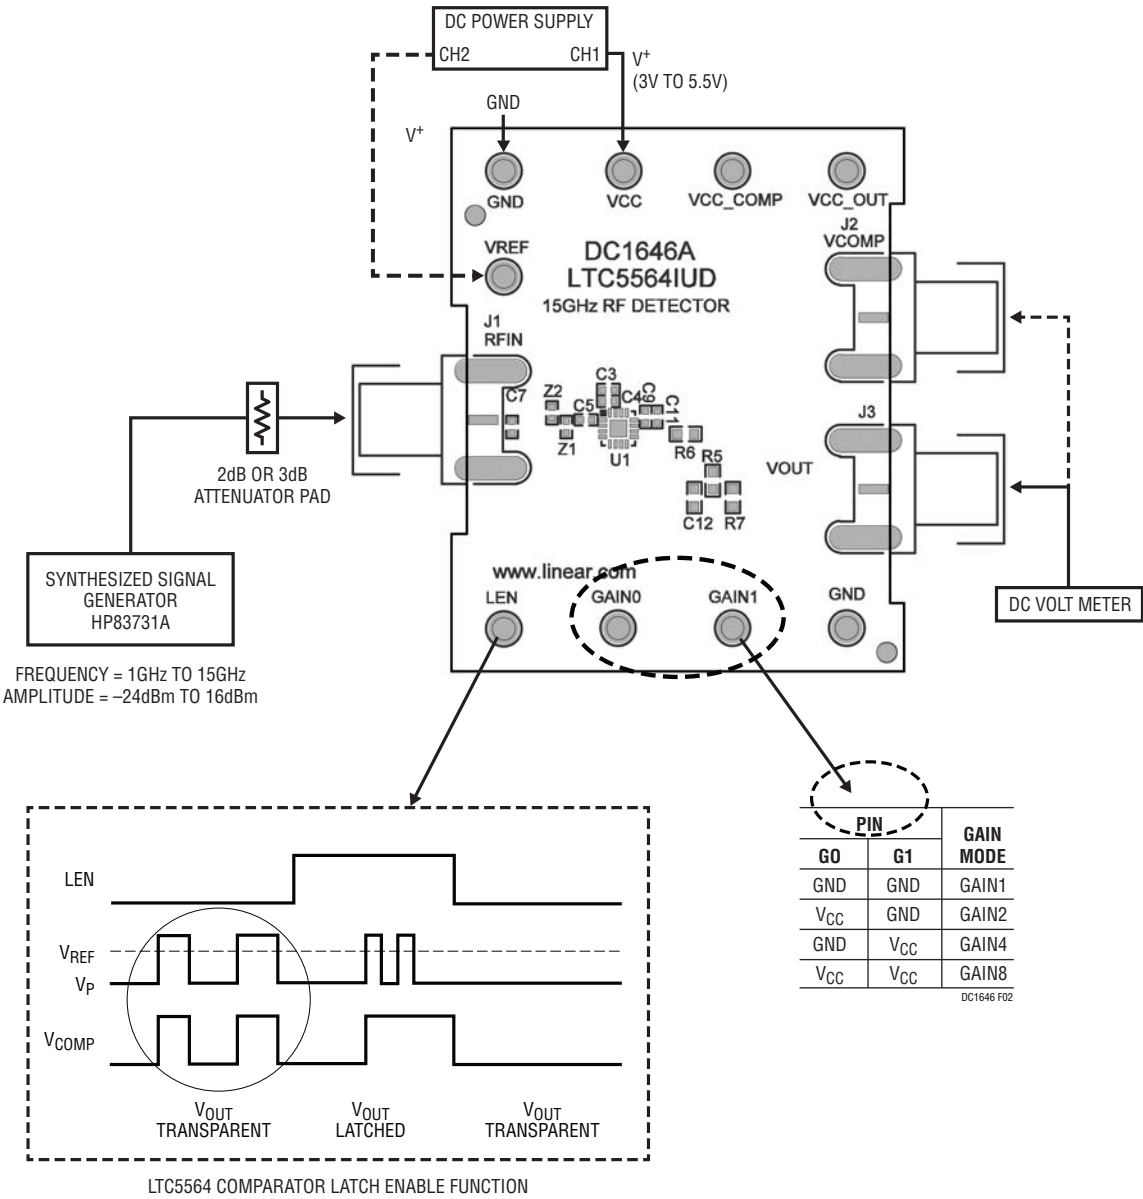 DC POWER SUPPLY
CH2 CH1
V+
(3V TO 5.5V)
GND
V+
GND VCC VCC_COMP VCC_OUT
VREF
DC1646A
LTC5564IUD
15GHz RF DETECTOR
J2
VCOMP
J1
RFIN
C3
C7 Z2 C5 C4 C9 C11
Z1 U1 R6 R5
J3
VOUT
C12 R7
2dB OR 3dB
ATTENUATOR PAD
SYNTHESIZED SIGNAL
GENERATOR
HP83731A
FREQUENCY = 1GHz TO 15GHz
AMPLITUDE = –24dBm TO 16dBm
www.linear.com
LEN GAIN0 GAIN1 GND
DC VOLT METER
LEN
VREF
VP
VCOMP
VOUT
TRANSPARENT
VOUT
LATCHED
VOUT
TRANSPARENT
LTC5564 COMPARATOR LATCH ENABLE FUNCTION
PIN GAIN
MODE
G0 G1
GND GND GAIN1
VCC GND GAIN2
GND VCC GAIN4
VCC VCC GAIN8
DC1646 F02